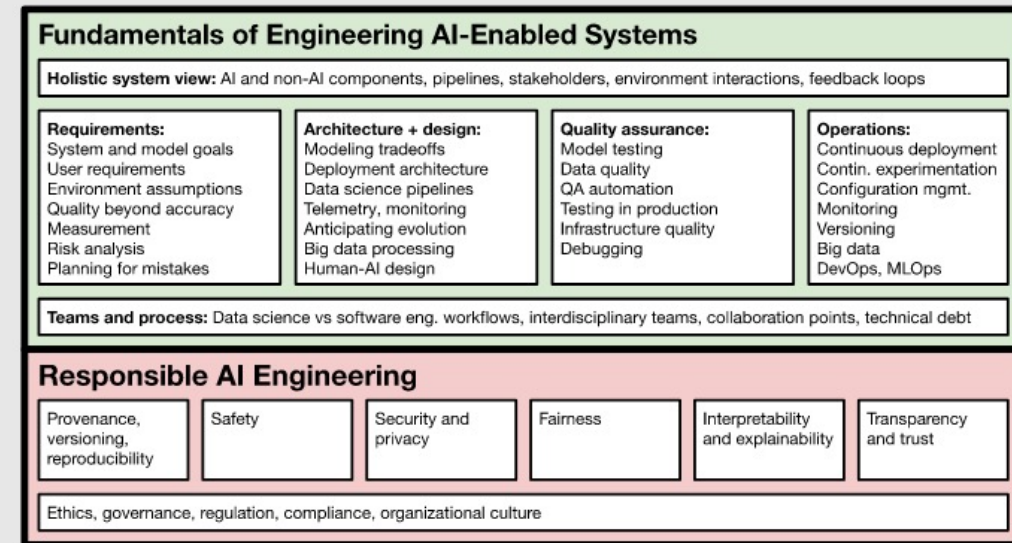 Fundamentals of Engineering AI-Enabled Systems
Holistic system view: AI and non-AI components, pipelines, stakeholders, environment interactions, feedback loops
Requirements:
System and model goals
User requirements
Environment assumptions
Quality beyond accuracy
Measurement
Risk analysis
Planning for mistakes
Architecture + design:
Modeling tradeoffs
Deployment architecture
Data science pipelines
Telemetry, monitoring
Anticipating evolution
Big data processing
Human-AI design
Quality assurance:
Model testing
Data quality
QA automation
Testing in production
Infrastructure quality
Debugging
Operations:
Continuous deployment
Contin. experimentation
Configuration mgmt.
Monitoring
Versioning
Big data
DevOps, MLOps
Teams and process: Data science vs software eng. workflows, interdisciplinary teams, collaboration points, technical debt
Responsible AI Engineering
Provenance,
versioning,
reproducibility
Safety
Security and
privacy
Fairness
Interpretability
and explainability
Transparency
and trust
Ethics, governance, regulation, compliance, organizational culture